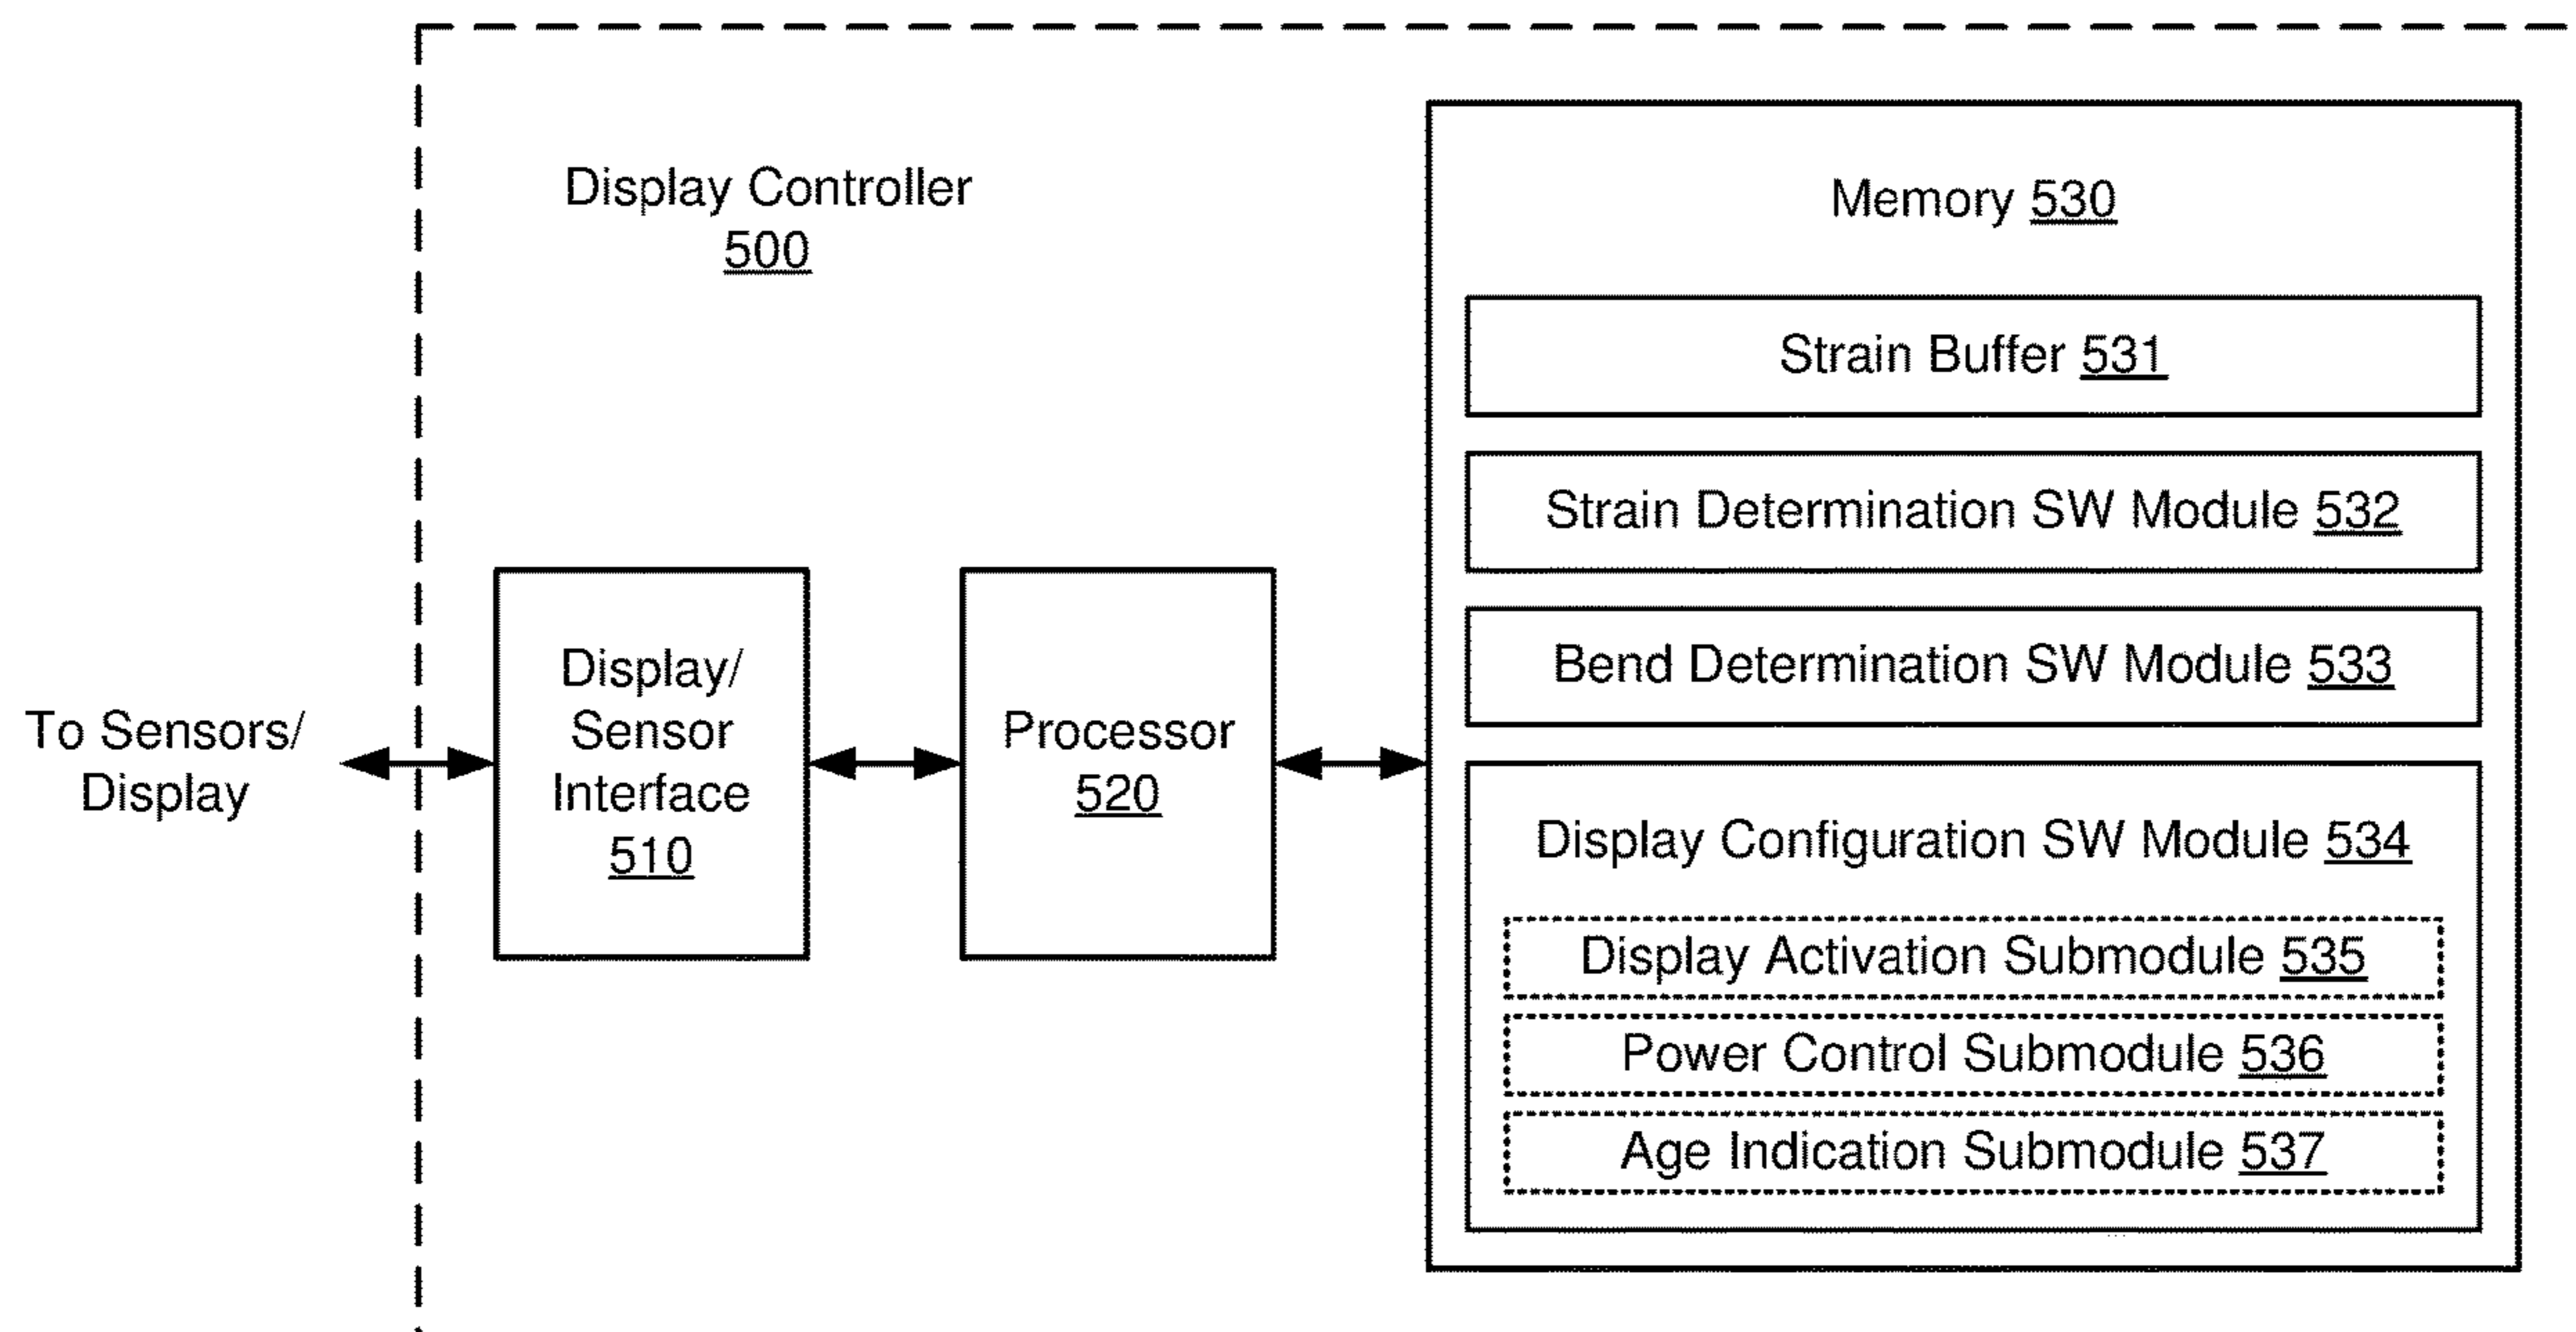 Display Controller
500
To Sensors/
Display
Display/
Sensor
Interface
510
Processor
520
Memory 530
Strain Buffer 531
Strain Determination SW Module 532
Bend Determination SW Module 533
Display Configuration SW Module 534
Display Activation Submodule 535
Power Control Submodule 536
Age Indication Submodule 537